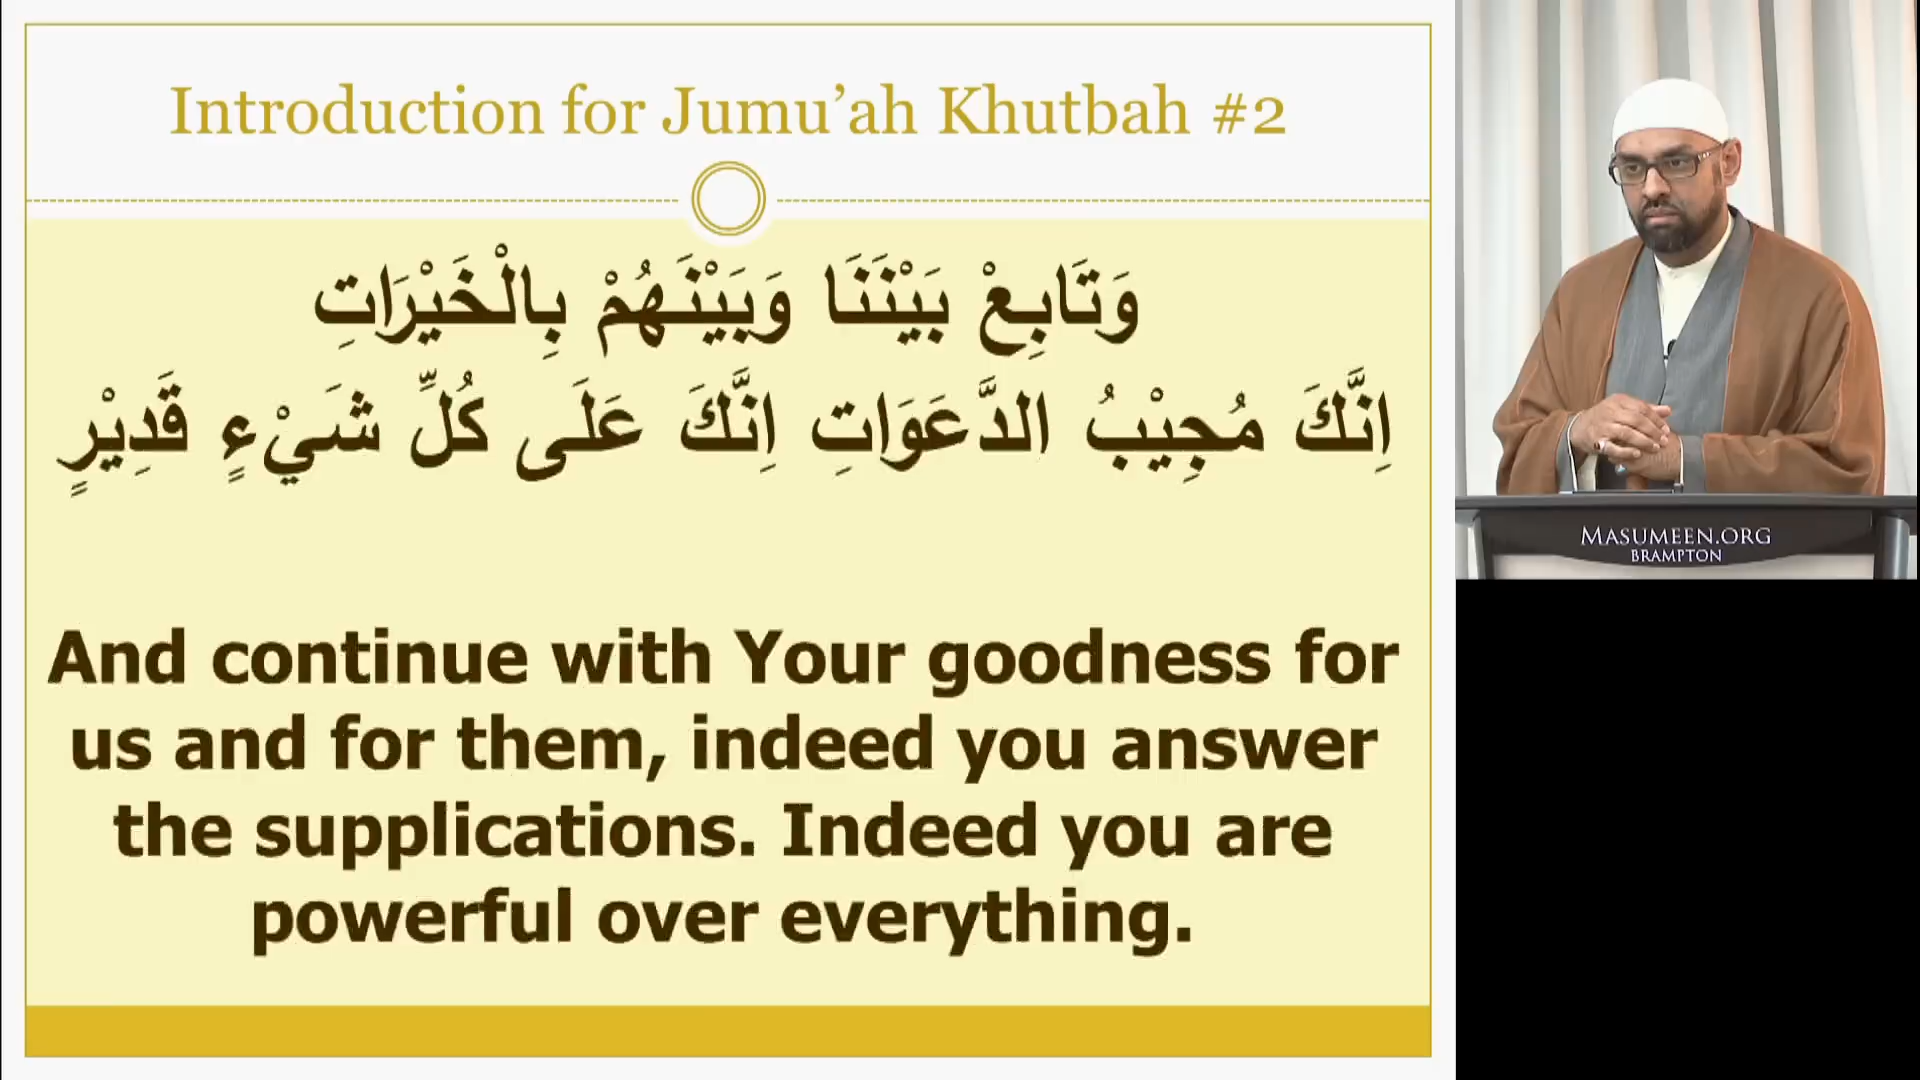 Introduction for Jumu’ah Khutbah #2
وَتَابِعْ بَيْنَنَا وَبَيْنَهُمْ بِالْخَيْرَاتِ
اِنَّكَ مُجِيْبُ الدَّعَوَاتِ اِنَّكَ عَلَى كُلِّ شَيْءٍ قَدِيْرٍ
And continue with Your goodness for
us and for them, indeed you answer
the supplications. Indeed you are
powerful over everything.
MASUMEEN.ORG
BRAMPTON